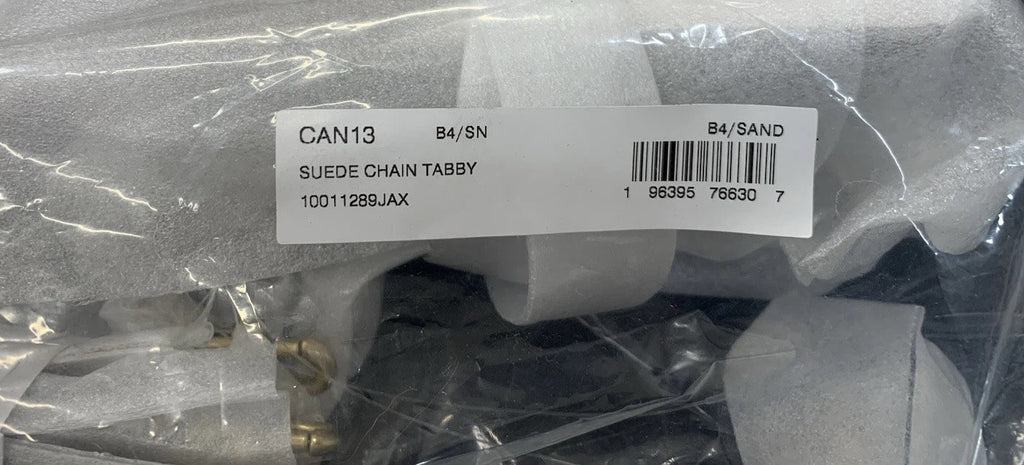 CAN13 B4/SN B4/SAND
SUEDE CHAIN TABBY
10011289JAX
1 96395 76630 7